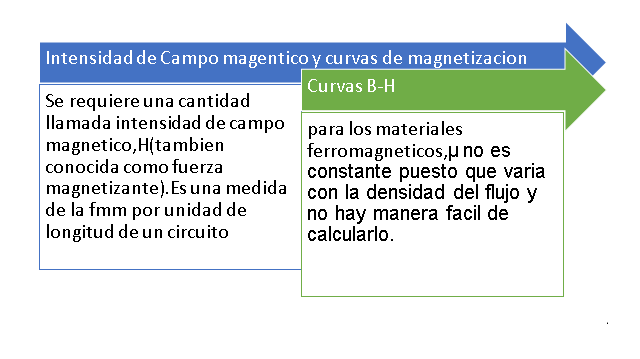 Intensidad de Campo magentico y curvas de magnetizacion
Se requiere una cantidad
llamada intensidad de campo
magnetico,H(tambien
conocida como fuerza
magnetizante).Es una medida
de la fmm por unidad de
longitud de un circuito
Curvas B-H
para los materiales
ferromagneticos,µ no es
constante puesto que varia
con la densidad del flujo y
no hay manera facil de
calcularlo.
.